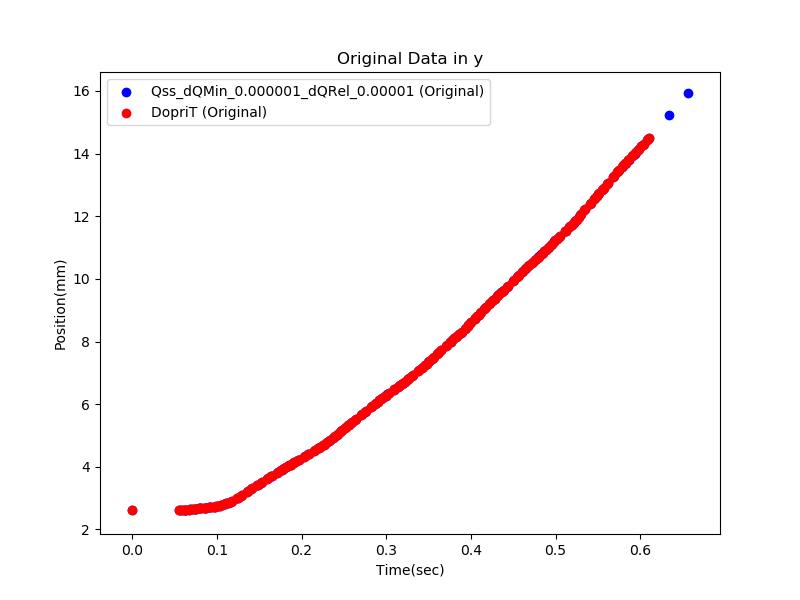 Original Data in y
Qss_dQMin_0.000001_dQRel_0.00001 (Original)
DopriT (Original)
16
14
12
10
8
6
4
2
Position(mm)
0.0 0.1 0.2 0.3 0.4 0.5 0.6
Time(sec)